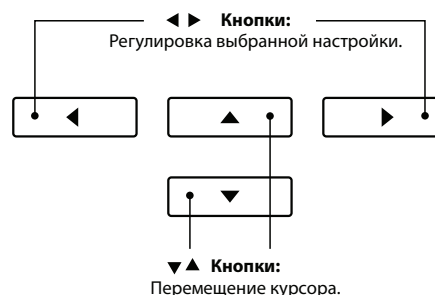 ◀ ▶ Кнопки:
Регулировка выбранной настройки.
◀
▲
▶
▼
▼▲ Кнопки:
Перемещение курсора.